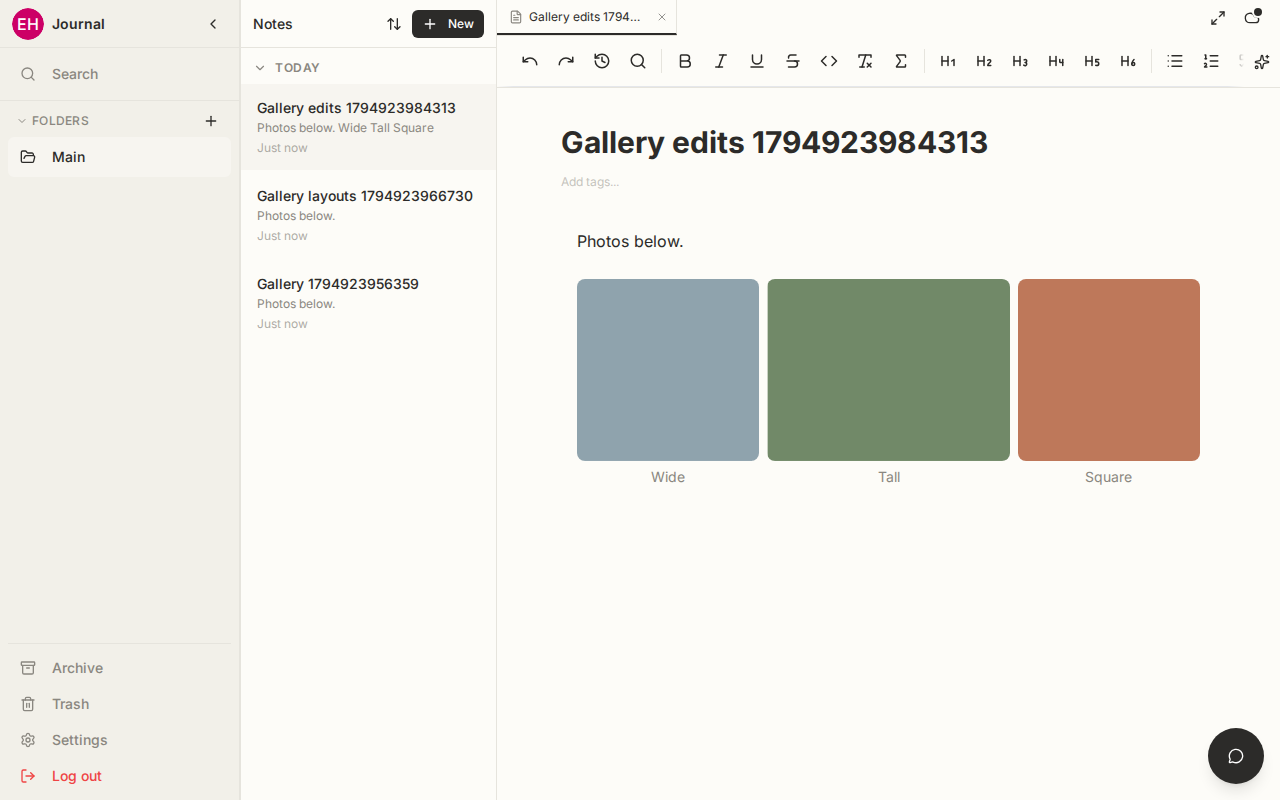 EH Journal
Search
FOLDERS
Main
Archive
Trash
Settings
Log out
Notes
New
TODAY
Gallery edits 1794923984313
Photos below. Wide Tall Square
Just now
Gallery layouts 1794923966730
Photos below.
Just now
Gallery 1794923956359
Photos below.
Just now
Gallery edits 1794...
H1 H2 H3 H4 H5 H6
Gallery edits 1794923984313
Add tags...
Photos below.
Wide Tall Square